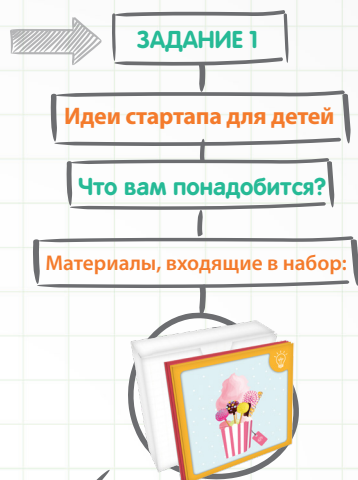 ЗАДАНИЕ 1
Идеи стартапа для детей
Что вам понадобится?
Материалы, входящие в набор: